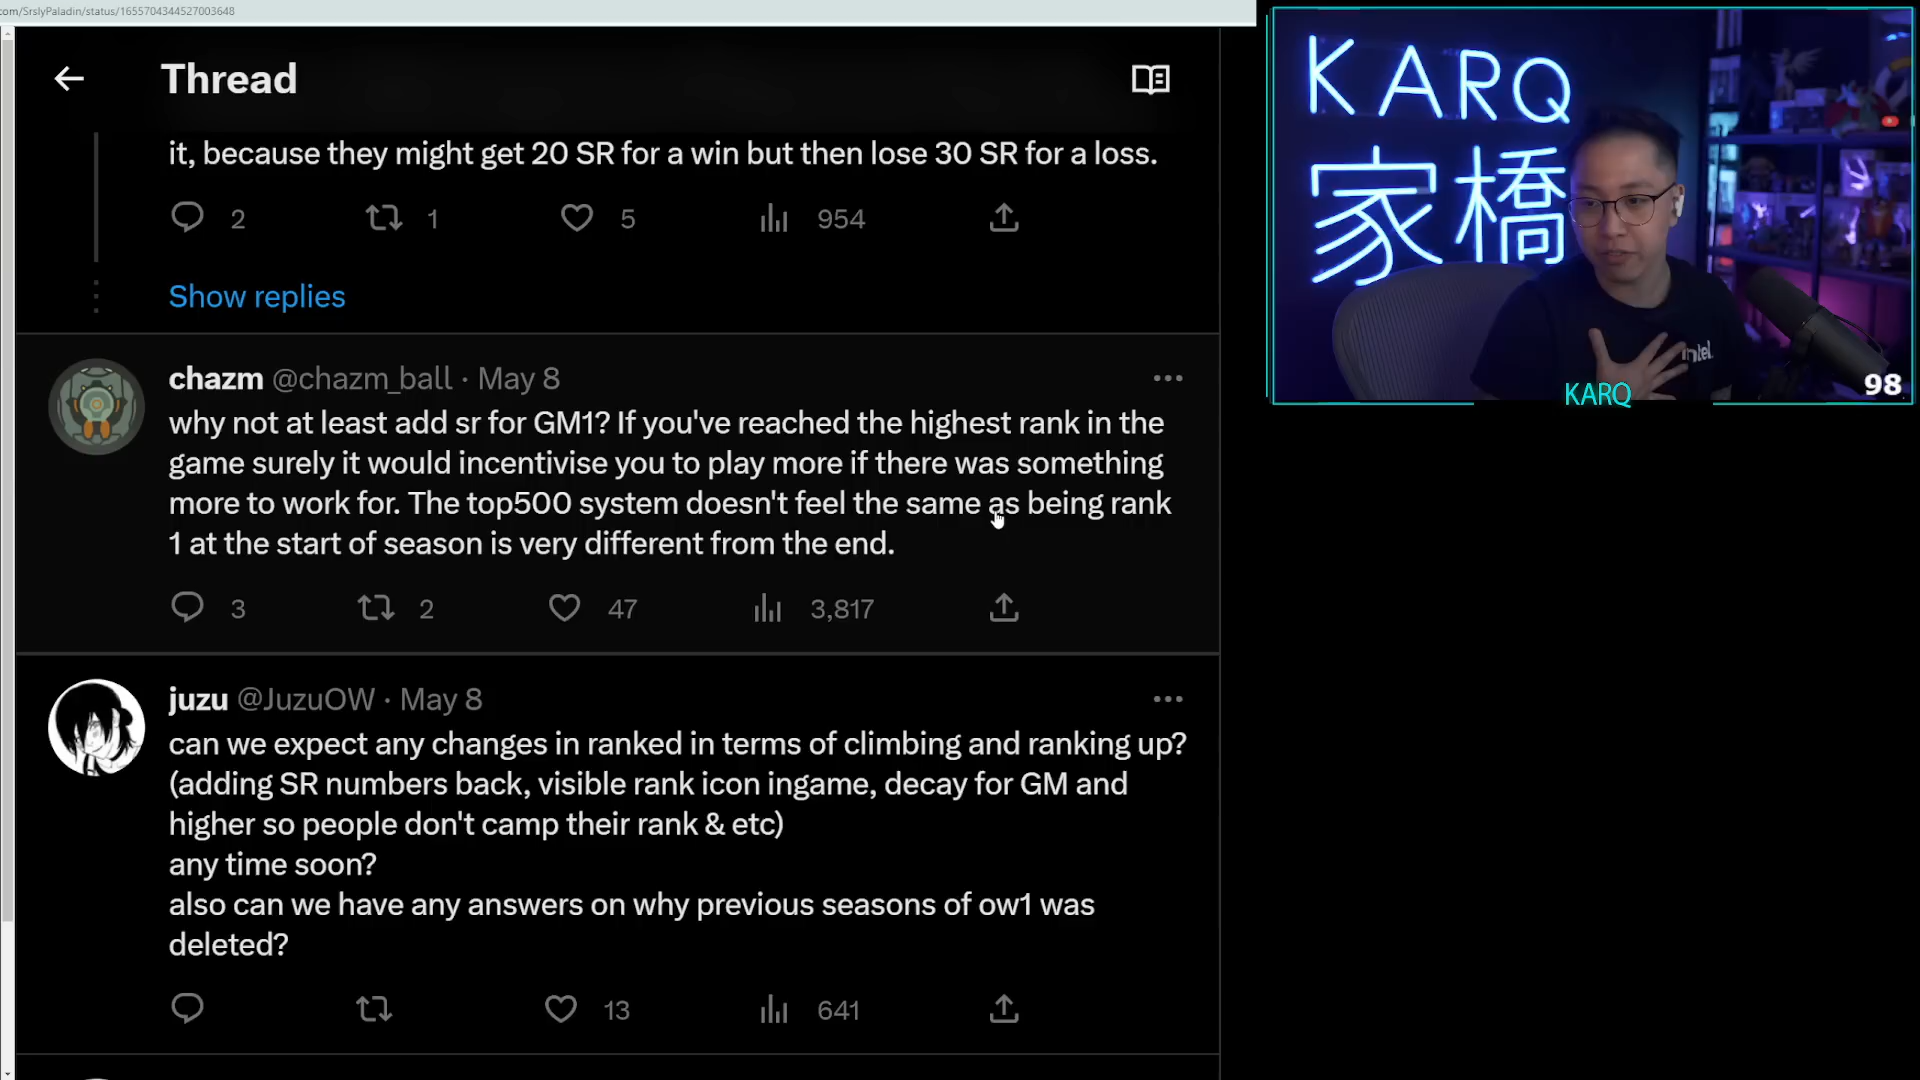 com/SrslyPaladin/status/1655704344527003648
Thread
it, because they might get 20 SR for a win but then lose 30 SR for a loss.
2 1 5 954
Show replies
chazm @chazm_ball · May 8
why not at least add sr for GM1? If you've reached the highest rank in the
game surely it would incentivise you to play more if there was something
more to work for. The top500 system doesn't feel the same as being rank
1 at the start of season is very different from the end.
3 2 47 3,817
juzu @JuzuOW · May 8
can we expect any changes in ranked in terms of climbing and ranking up?
(adding SR numbers back, visible rank icon ingame, decay for GM and
higher so people don't camp their rank & etc)
any time soon?
also can we have any answers on why previous seasons of ow1 was
deleted?
13 641
KARQ
家橋
intel.
KARQ
98